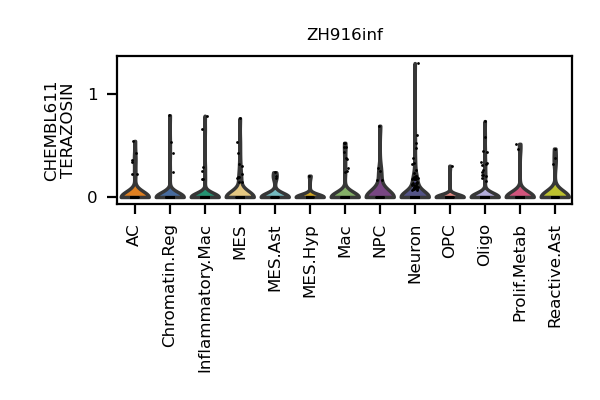 ZH916inf
CHEMBL611
TERAZOSIN
1
0
AC
Chromatin.Reg
Inflammatory.Mac
MES
MES.Ast
MES.Hyp
Mac
NPC
Neuron
OPC
Oligo
Prolif.Metab
Reactive.Ast